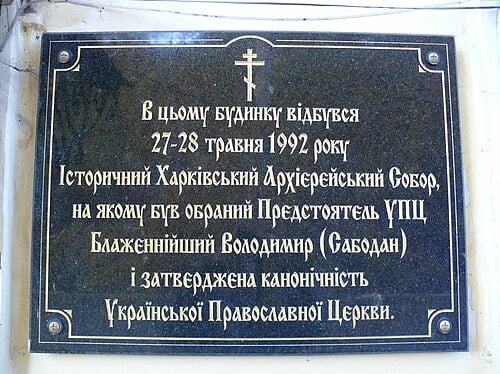 В цьому будинку відбувся
27-28 травня 1992 року
Історичний Харківський Архієрейський Собор,
на якому був обраний Предстоятель УПЦ
Блаженнійший Володимир (Сабодан)
і затверджена канонічність
Української Православної Церкви.